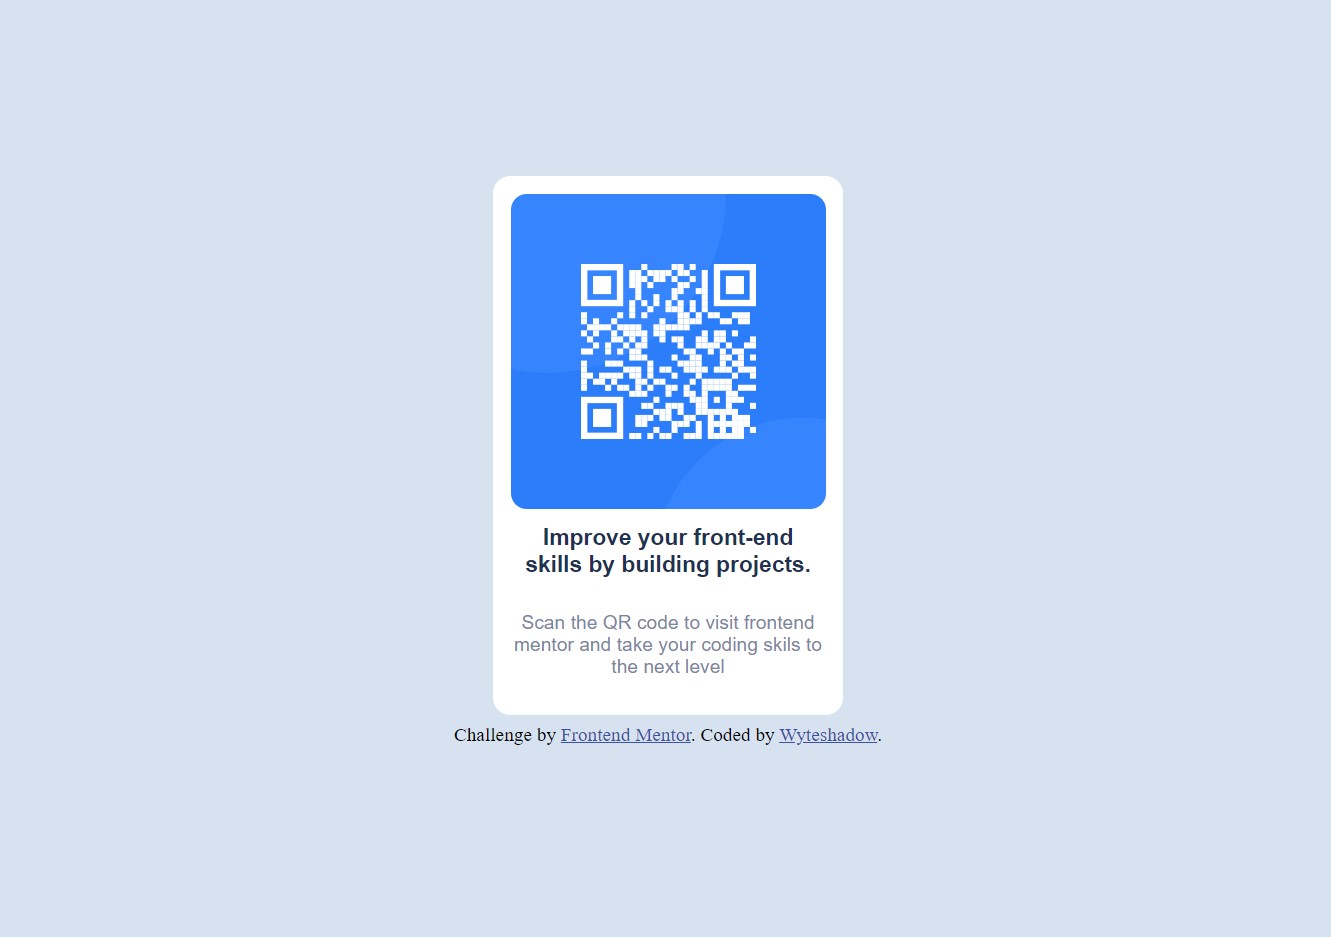 Improve your front-end
skills by building projects.
Scan the QR code to visit frontend
mentor and take your coding skils to
the next level
Challenge by Frontend Mentor. Coded by Wyteshadow.